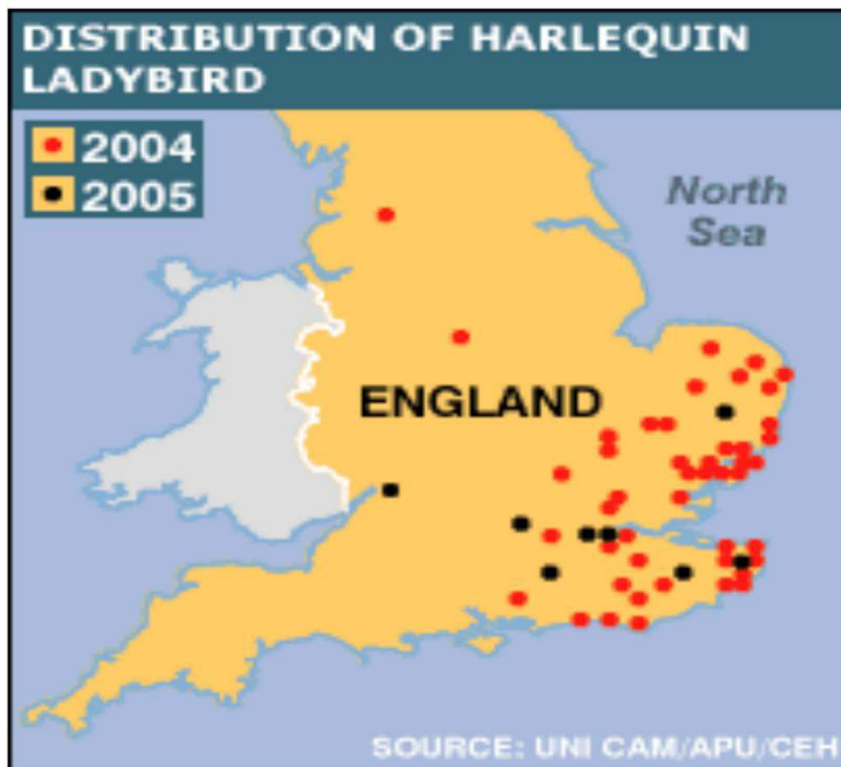 DISTRIBUTION OF HARLEQUIN
LADYBIRD
2004
2005
North
Sea
ENGLAND
SOURCE: UNI CAM/APU/CEH